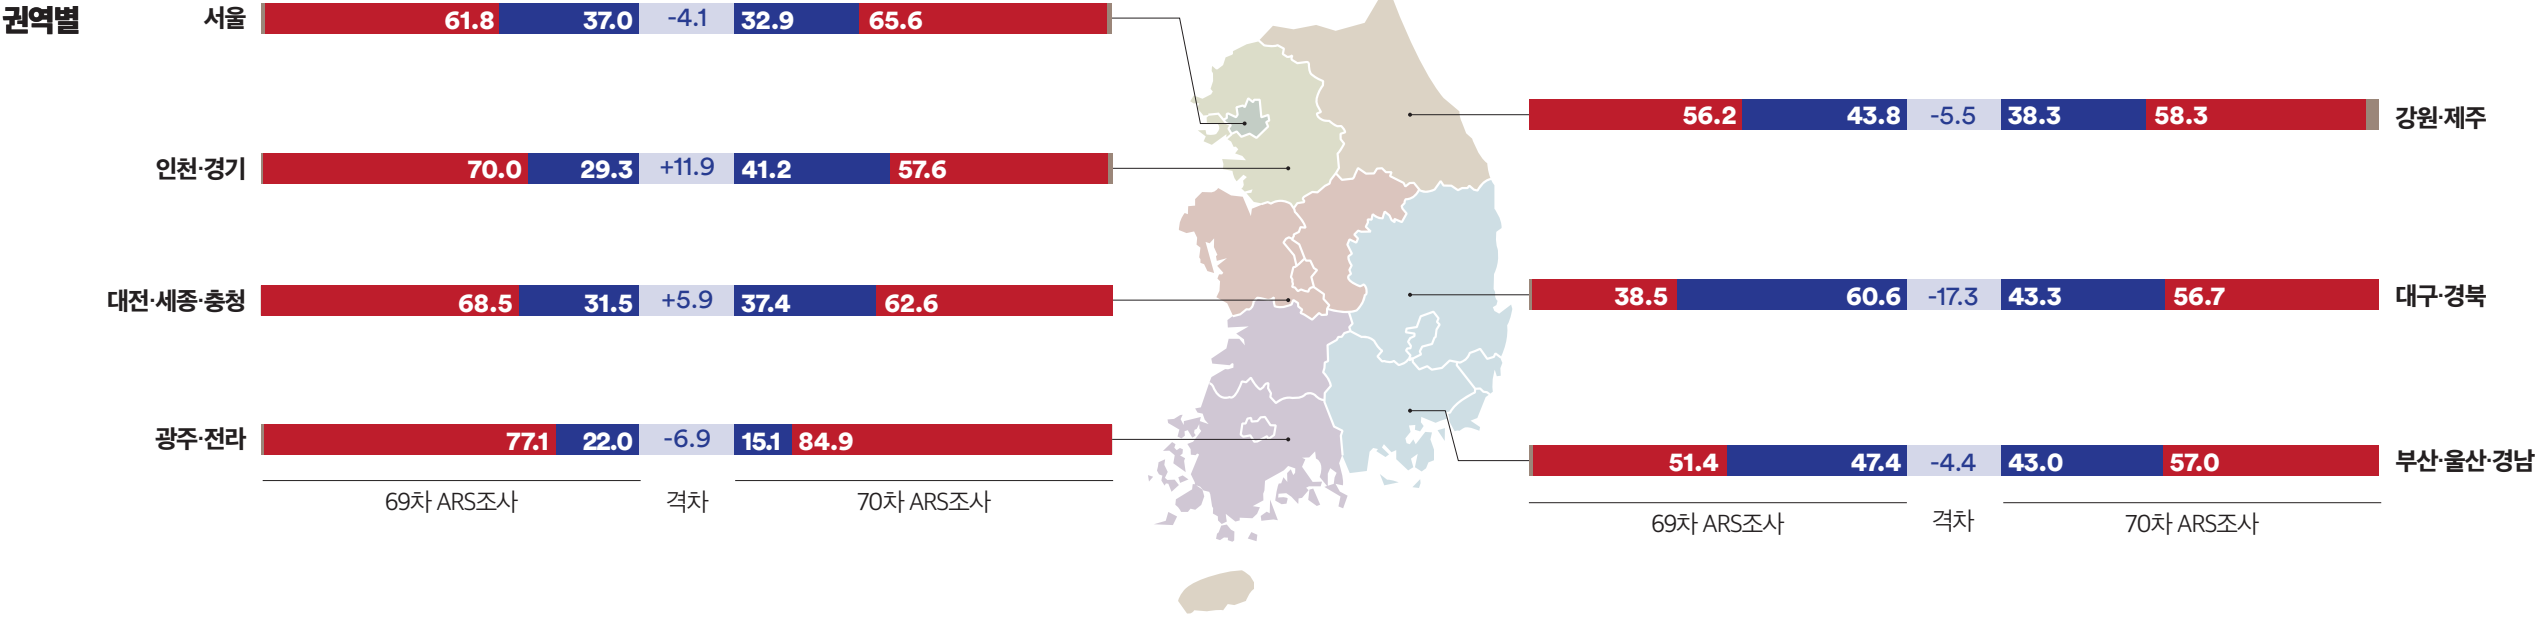 권역별
서울 61.8 37.0 -4.1 32.9 65.6
인천·경기 70.0 29.3 +11.9 41.2 57.6
대전·세종·충청 68.5 31.5 +5.9 37.4 62.6
광주·전라 77.1 22.0 -6.9 15.1 84.9
69차 ARS조사 격차 70차 ARS조사
56.2 43.8 -5.5 38.3 58.3 강원·제주
38.5 60.6 -17.3 43.3 56.7 대구·경북
51.4 47.4 -4.4 43.0 57.0 부산·울산·경남
69차 ARS조사 격차 70차 ARS조사